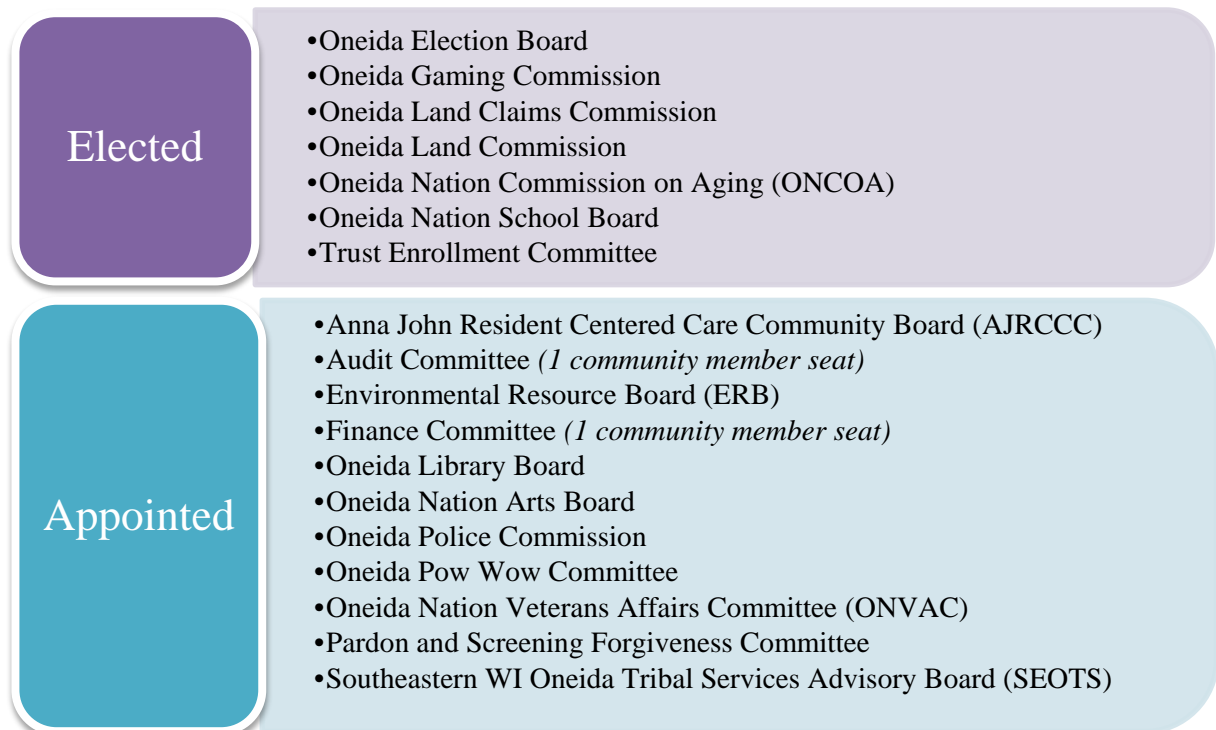 Elected
•Oneida Election Board
•Oneida Gaming Commission
•Oneida Land Claims Commission
•Oneida Land Commission
•Oneida Nation Commission on Aging (ONCOA)
•Oneida Nation School Board
•Trust Enrollment Committee
Appointed
•Anna John Resident Centered Care Community Board (AJRCCC)
•Audit Committee (1 community member seat)
•Environmental Resource Board (ERB)
•Finance Committee (1 community member seat)
•Oneida Library Board
•Oneida Nation Arts Board
•Oneida Police Commission
•Oneida Pow Wow Committee
•Oneida Nation Veterans Affairs Committee (ONVAC)
•Pardon and Screening Forgiveness Committee
•Southeastern WI Oneida Tribal Services Advisory Board (SEOTS)